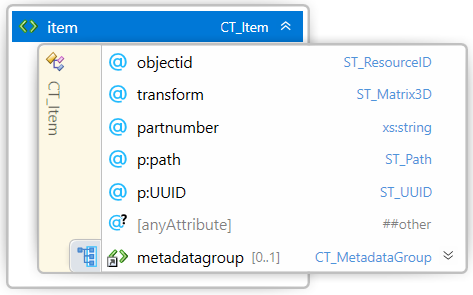 item CT_Item
CT_Item
@ objectid ST_ResourceID
@ transform ST_Matrix3D
@ partnumber xs:string
@ p:path ST_Path
@ p:UUID ST_UUID
@? [anyAttribute] ##other
metadatagroup [0..1] CT_MetadataGroup